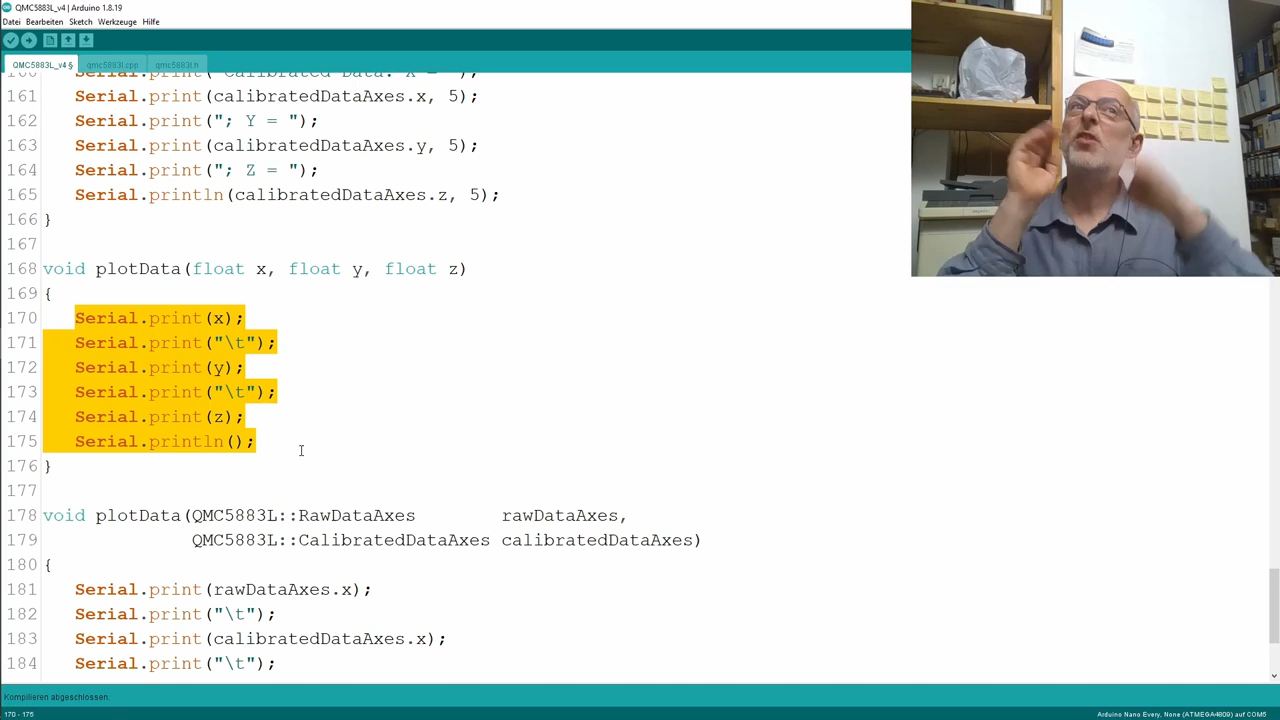 QMC5883L_v4 | Arduino 1.8.19
Datei Bearbeiten Sketch Werkzeuge Hilfe
QMC5883L_v4 § qmc5883l.cpp qmc5883l.h
160 Serial.print("Calibrated Data: X = ");
161 Serial.print(calibratedDataAxes.x, 5);
162 Serial.print("; Y = ");
163 Serial.print(calibratedDataAxes.y, 5);
164 Serial.print("; Z = ");
165 Serial.println(calibratedDataAxes.z, 5);
166 }
167
168 void plotData(float x, float y, float z)
169 {
170 Serial.print(x);
171 Serial.print("\t");
172 Serial.print(y);
173 Serial.print("\t");
174 Serial.print(z);
175 Serial.println();
176 }
177
178 void plotData(QMC5883L::RawDataAxes rawDataAxes,
179 QMC5883L::CalibratedDataAxes calibratedDataAxes)
180 {
181 Serial.print(rawDataAxes.x);
182 Serial.print("\t");
183 Serial.print(calibratedDataAxes.x);
184 Serial.print("\t");
Kompilieren abgeschlossen.
170 - 175 Arduino Nano Every, None (ATMEGA4809) auf COM5